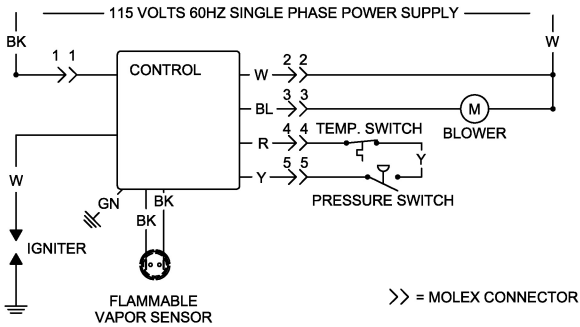 115 VOLTS 60HZ SINGLE PHASE POWER SUPPLY
BK
W
1 1
CONTROL
W
2 2
BL
3 3
M
BLOWER
R
4 4
TEMP. SWITCH
Y
Y
5 5
PRESSURE SWITCH
W
GN
BK
BK
IGNITER
FLAMMABLE
VAPOR SENSOR
= MOLEX CONNECTOR